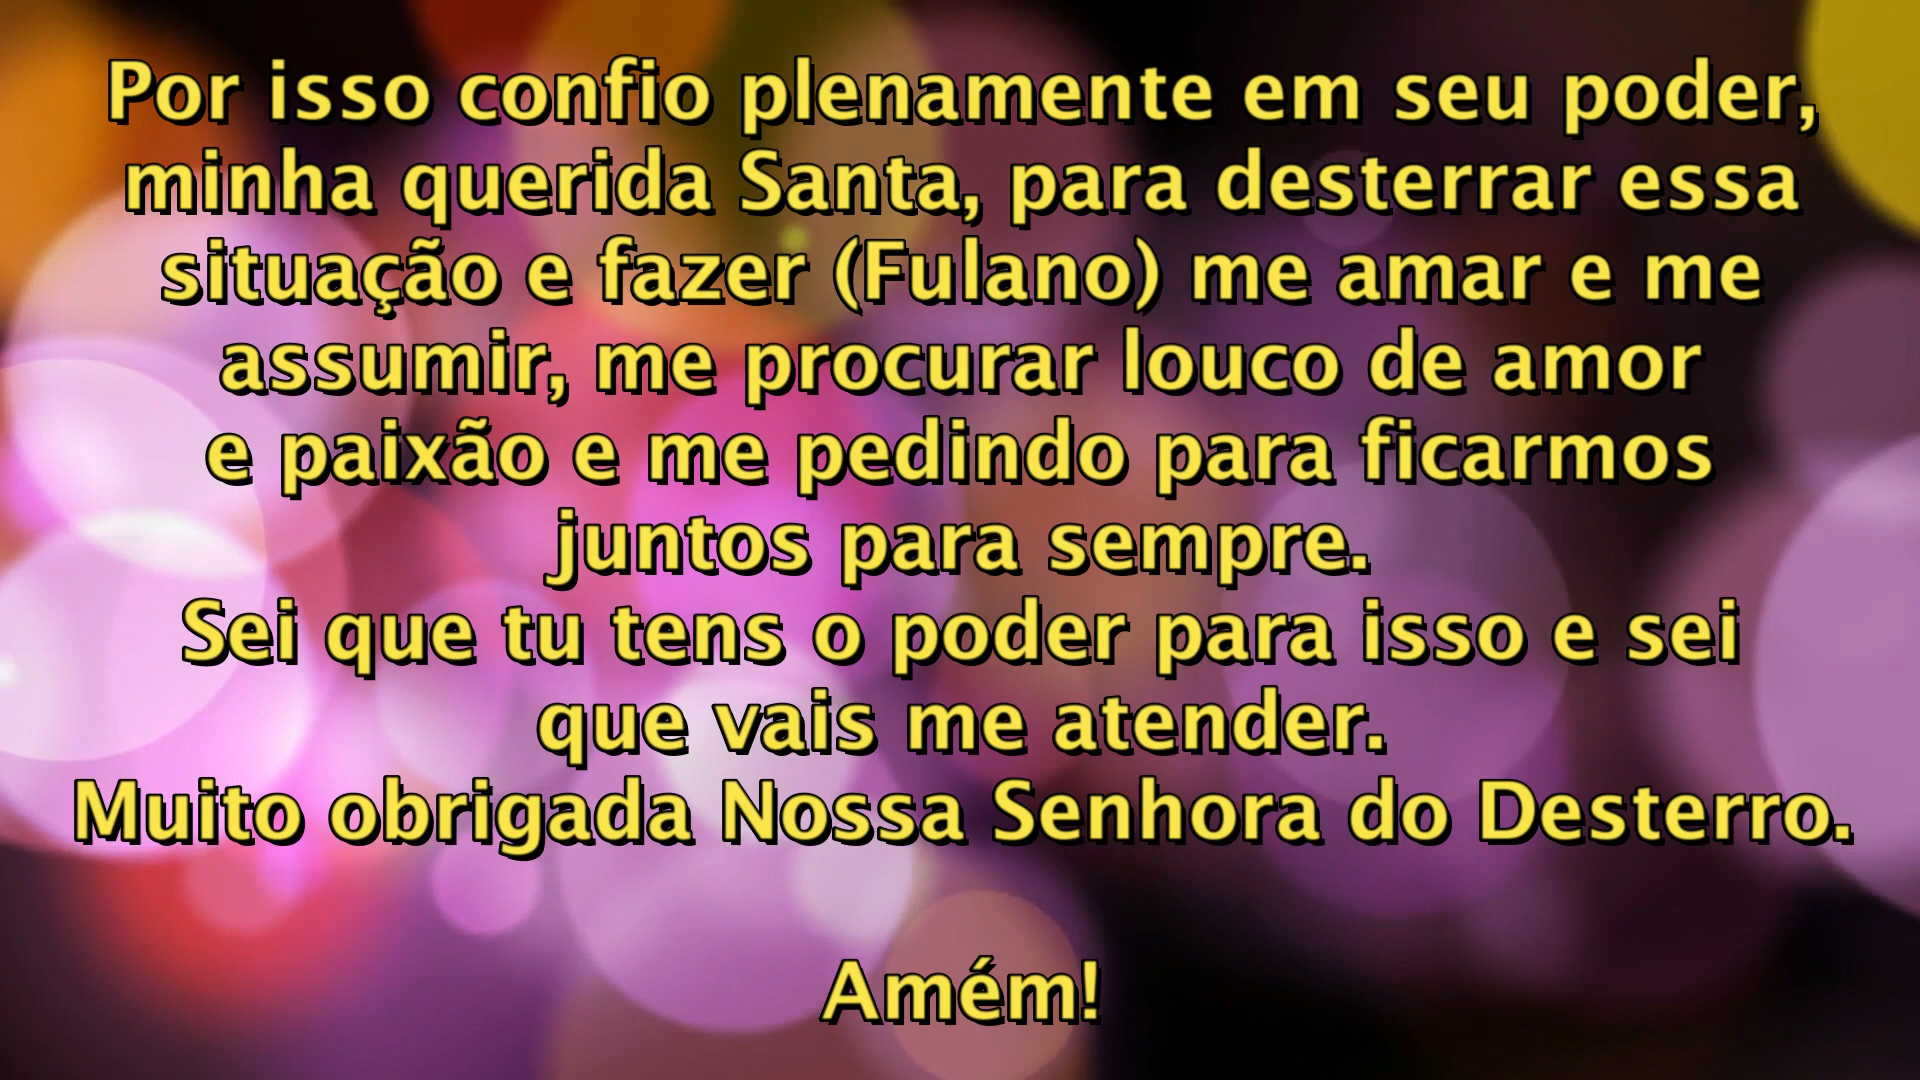 Por isso confio plenamente em seu poder,
minha querida Santa, para desterrar essa
situação e fazer (Fulano) me amar e me
assumir, me procurar louco de amor
e paixão e me pedindo para ficarmos
juntos para sempre.
Sei que tu tens o poder para isso e sei
que vais me atender.
Muito obrigada Nossa Senhora do Desterro.
Amém!